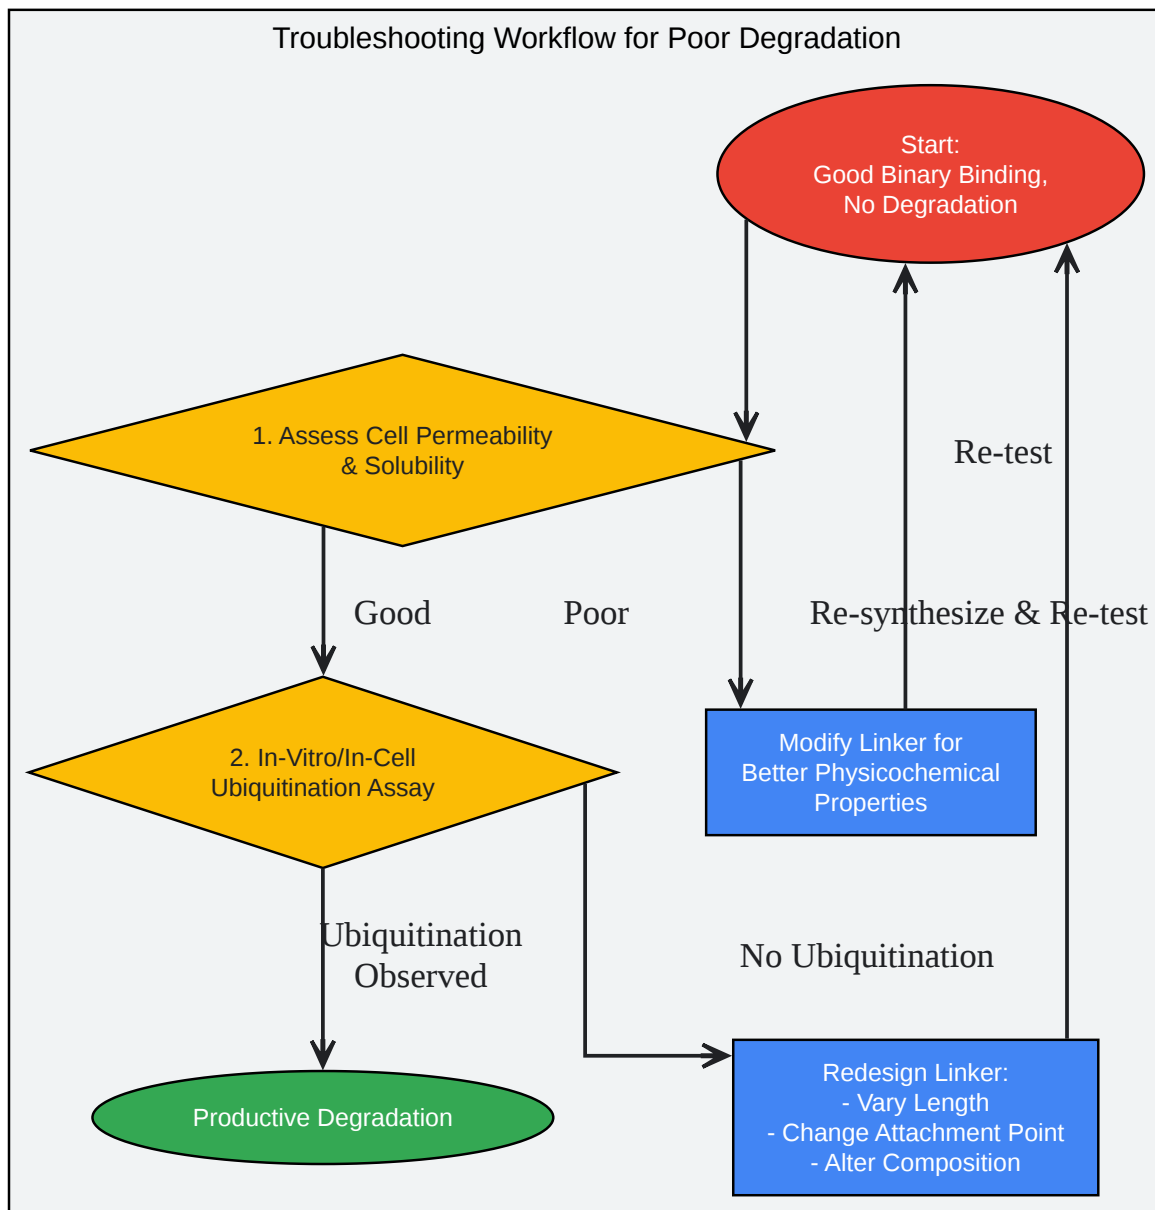 Troubleshooting Workflow for Poor Degradation
Start:
Good Binary Binding,
No Degradation
1. Assess Cell Permeability
& Solubility
Re-test
Good
Poor
Re-synthesize & Re-test
2. In-Vitro/In-Cell
Ubiquitination Assay
Modify Linker for
Better Physicochemical
Properties
Ubiquitination
Observed
No Ubiquitination
Productive Degradation
Redesign Linker:
- Vary Length
- Change Attachment Point
- Alter Composition